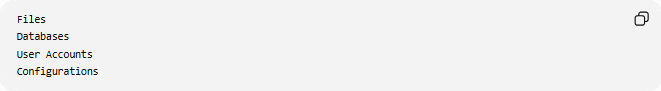 Files
Databases
User Accounts
Configurations